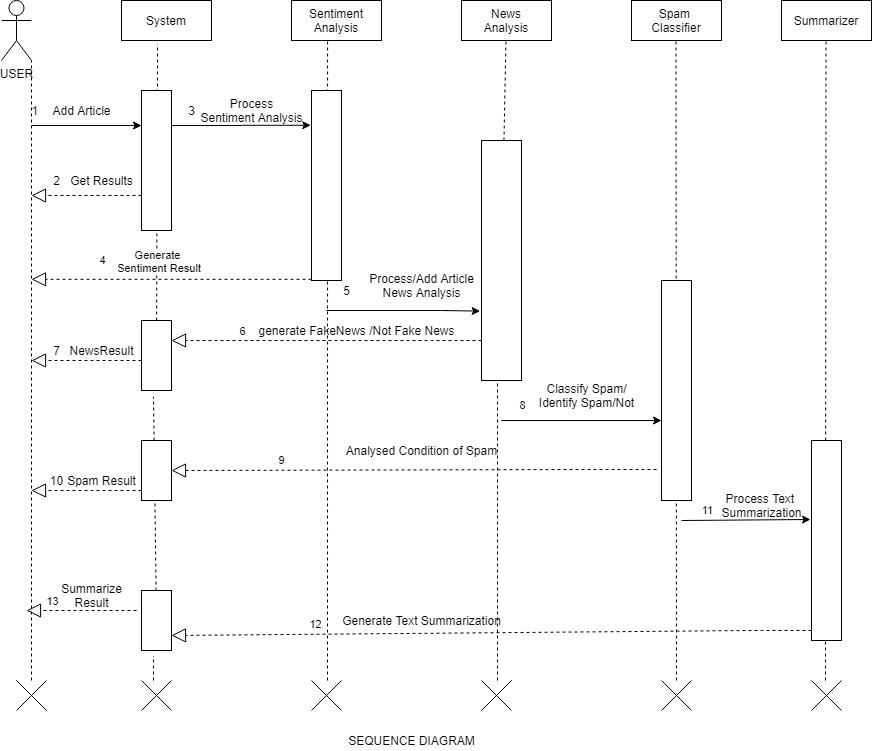 System
Sentiment
Analysis
News
Analysis
Spam
Classifier
Summarizer
USER
1 Add Article
3 Process
Sentiment Analysis
2 Get Results
4 Generate
Sentiment Result
5 Process/Add Article
News Analysis
6 generate FakeNews /Not Fake News
7 NewsResult
8 Classify Spam/
Identify Spam/Not
9 Analysed Condition of Spam
10 Spam Result
11 Process Text
Summarization
Summarize
13 Result
12 Generate Text Summarization
SEQUENCE DIAGRAM